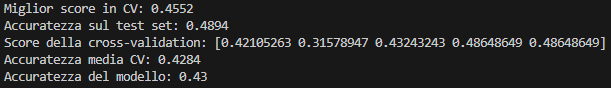 Miglior score in CV: 0.4552
Accuratezza sul test set: 0.4894
Score della cross-validation: [0.42105263 0.31578947 0.43243243 0.48648649 0.48648649]
Accuratezza media CV: 0.4284
Accuratezza del modello: 0.43